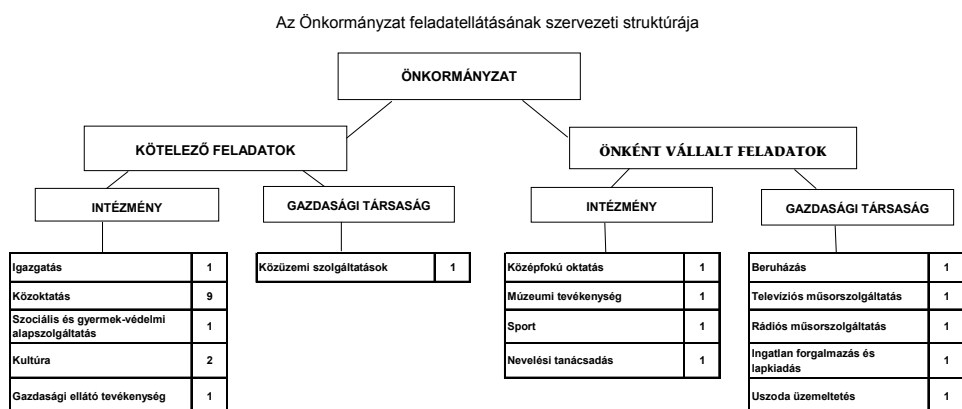 Az Önkormányzat feladatellátásának szervezeti struktúrája
ÖNKORMÁNYZAT
KÖTELEZŐ FELADATOK
ÖNKÉNT VÁLLALT FELADATOK
INTÉZMÉNY
GAZDASÁGI TÁRSASÁG
INTÉZMÉNY
GAZDASÁGI TÁRSASÁG
Igazgatás 1
Közoktatás 9
Szociális és gyermek-védelmi
alapszolgáltatás 1
Kultúra 2
Gazdasági ellátó tevékenység 1
Közüzemi szolgáltatások 1
Középfokú oktatás 1
Múzeumi tevékenység 1
Sport 1
Nevelési tanácsadás 1
Beruházás 1
Televíziós műsorszolgáltatás 1
Rádiós műsorszolgáltatás 1
Ingatlan forgalmazás és
lapkiadás 1
Uszoda üzemeltetés 1